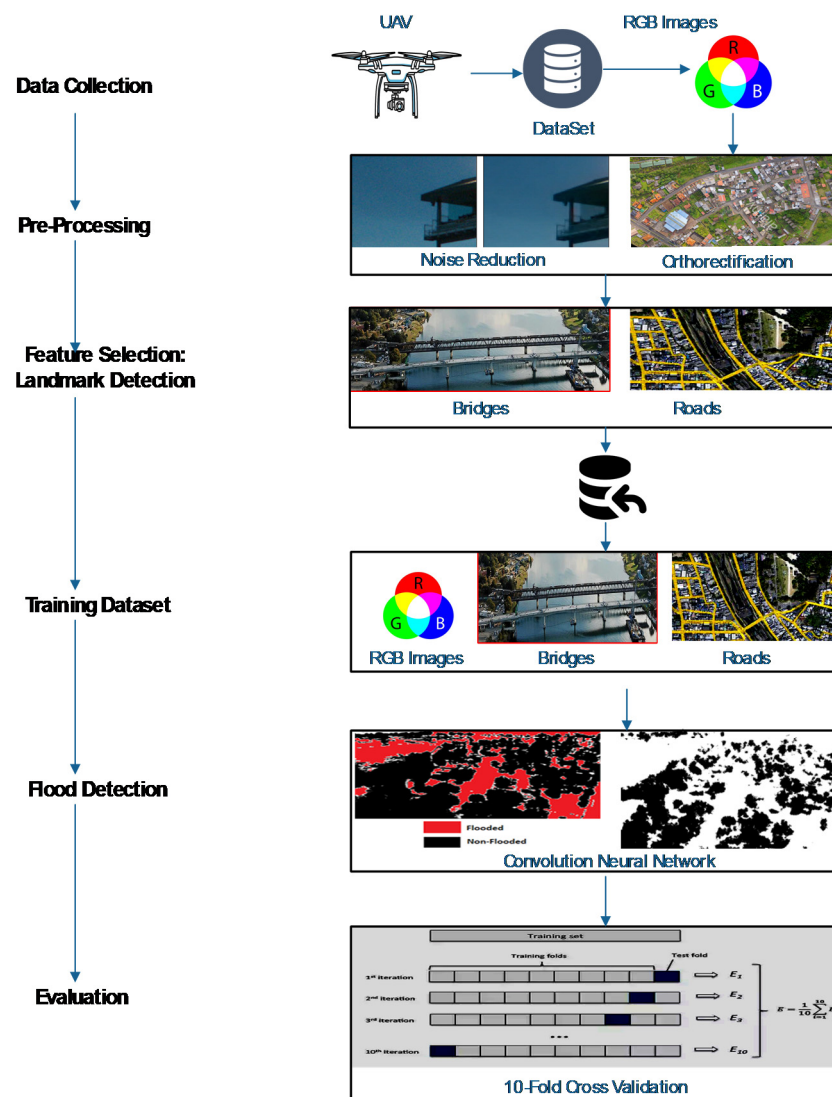 UAV
RGB Images
R
G
B
Data Collection
DataSet
Pre-Processing
Noise Reduction
Orthorectification
Feature Selection:
Landmark Detection
Bridges
Roads
Training Dataset
R
G
B
RGB Images
Bridges
Roads
Flood Detection
Flooded
Non-Flooded
Convolution Neural Network
Evaluation
Training set
Training folds
Test fold
1st iteration
E1
2nd iteration
E2
3rd iteration
E3
...
10th iteration
E10
10-Fold Cross Validation